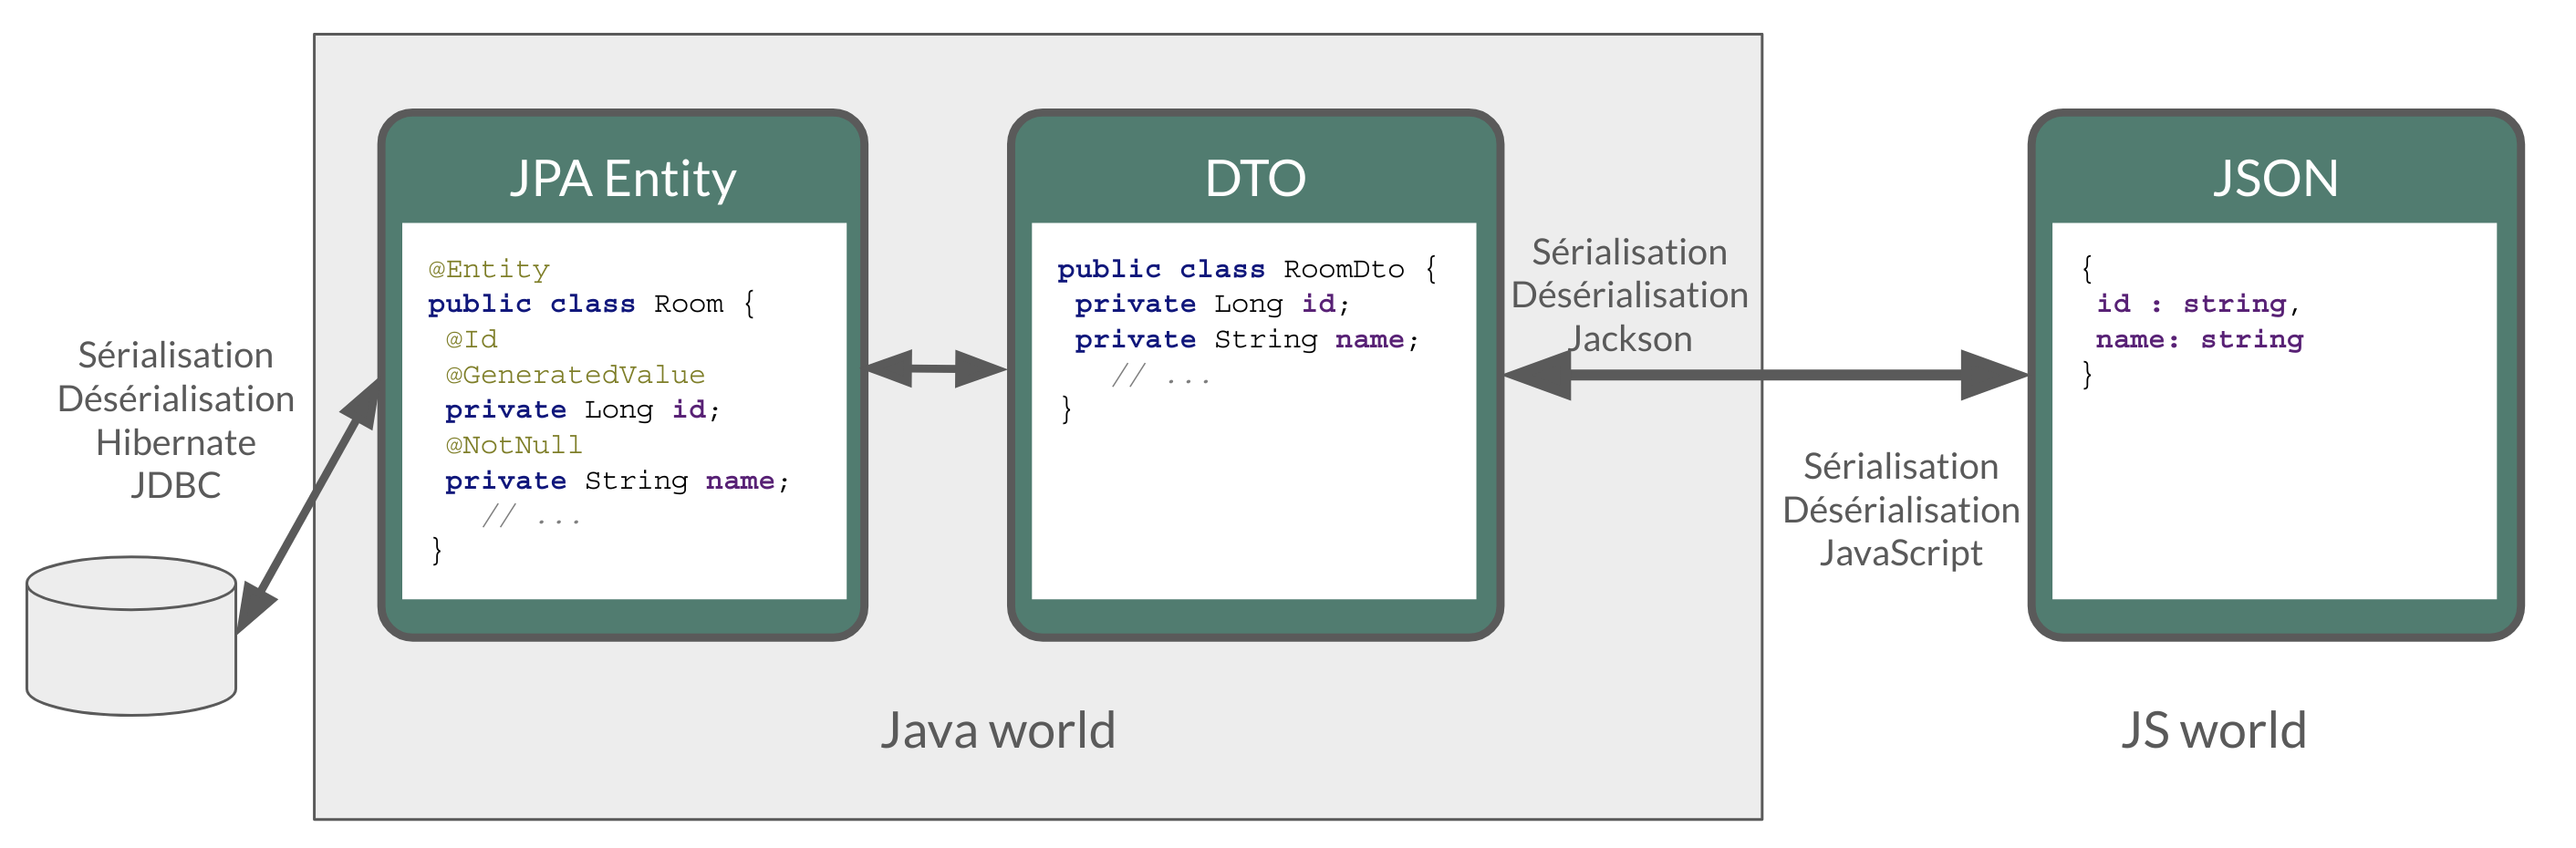 Sérialisation
Désérialisation
Hibernate
JDBC
JPA Entity
@Entity
public class Room {
@Id
@GeneratedValue
private Long id;
@NotNull
private String name;
// ...
}
DTO
public class RoomDto {
private Long id;
private String name;
// ...
}
Sérialisation
Désérialisation
Jackson
Sérialisation
Désérialisation
JavaScript
JSON
{
id : string,
name: string
}
Java world
JS world